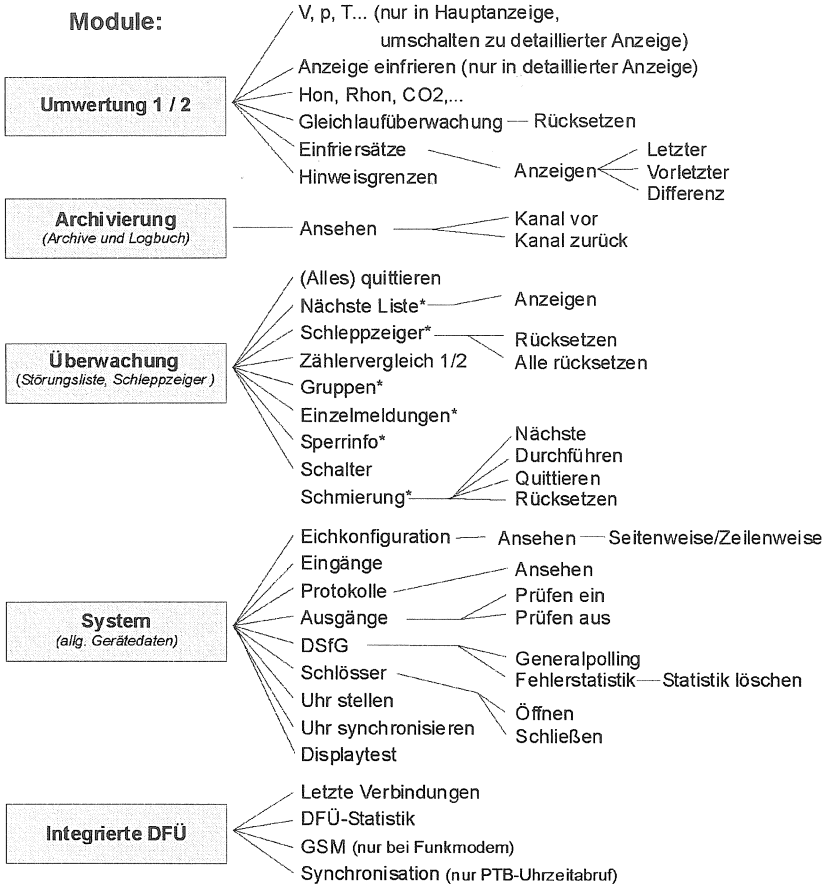 Module:
V, p, T... (nur in Hauptanzeige,
umschalten zu detaillierter Anzeige)
Umwertung 1 / 2
Anzeige einfrieren (nur in detaillierter Anzeige)
Hon, Rhon, CO2,...
Gleichlaufüberwachung
Rücksetzen
Einfriersätze
Anzeigen
Letzter
Vorletzter
Differenz
Hinweisgrenzen
Archivierung
(Archive und Logbuch)
Ansehen
Kanal vor
Kanal zurück
Überwachung
(Störungsliste, Schleppzeiger )
(Alles) quittieren
Nächste Liste*
Anzeigen
Schleppzeiger*
Rücksetzen
Alle rücksetzen
Zählervergleich 1/2
Gruppen*
Einzelmeldungen*
Sperrinfo*
Schalter
Schmierung*
Nächste
Durchführen
Quittieren
Rücksetzen
System
(allg. Gerätedaten)
Eichkonfiguration
Ansehen
Seitenweise/Zeilenweise
Eingänge
Protokolle
Ansehen
Ausgänge
Prüfen ein
Prüfen aus
DSfG
Generalpolling
Fehlerstatistik
Statistik löschen
Schlösser
Öffnen
Schließen
Uhr stellen
Uhr synchronisieren
Displaytest
Integrierte DFÜ
Letzte Verbindungen
DFÜ-Statistik
GSM (nur bei Funkmodem)
Synchronisation (nur PTB-Uhrzeitabruf)